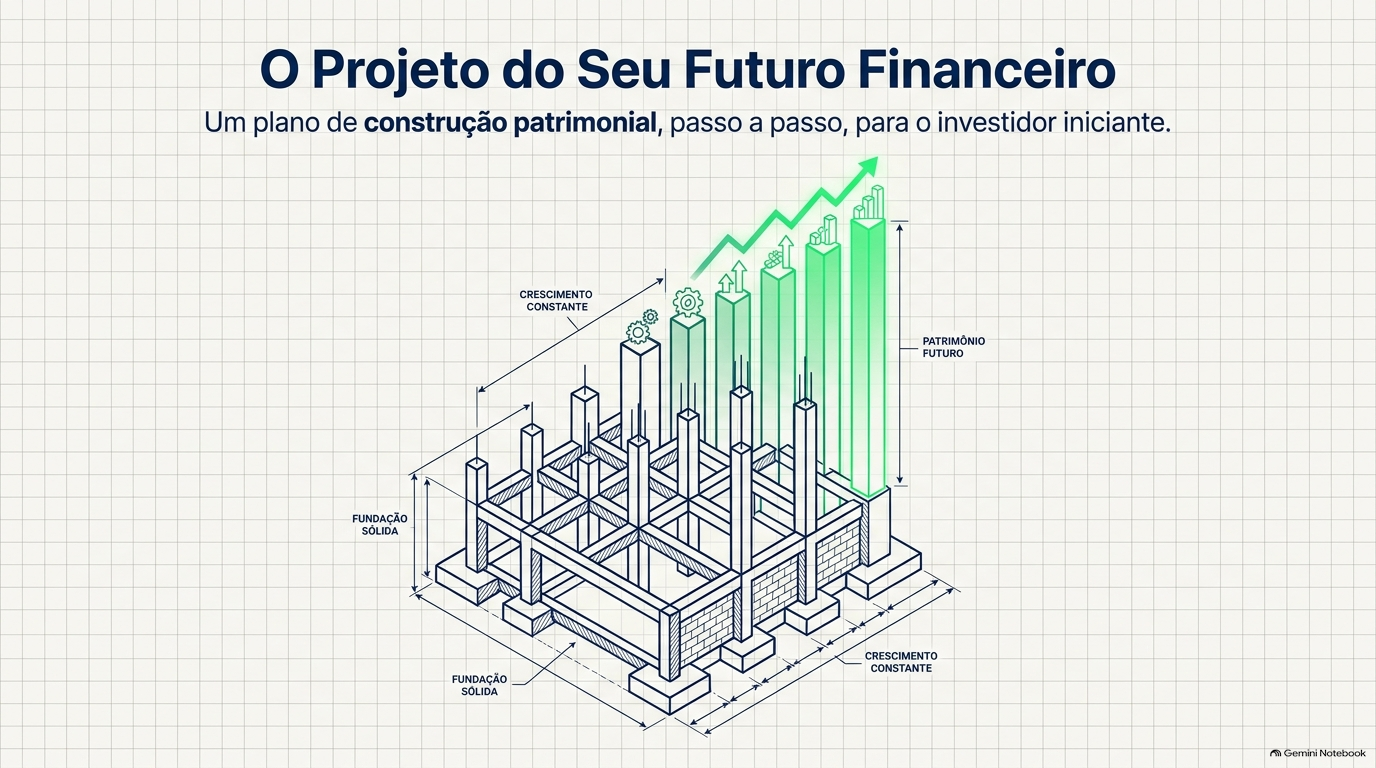 O Projeto do Seu Futuro Financeiro
Um plano de construção patrimonial, passo a passo, para o investidor iniciante.
CRESCIMENTO
CONSTANTE
PATRIMÔNIO
FUTURO
FUNDAÇÃO
SÓLIDA
CRESCIMENTO
CONSTANTE
FUNDAÇÃO
SÓLIDA
Gemini Notebook